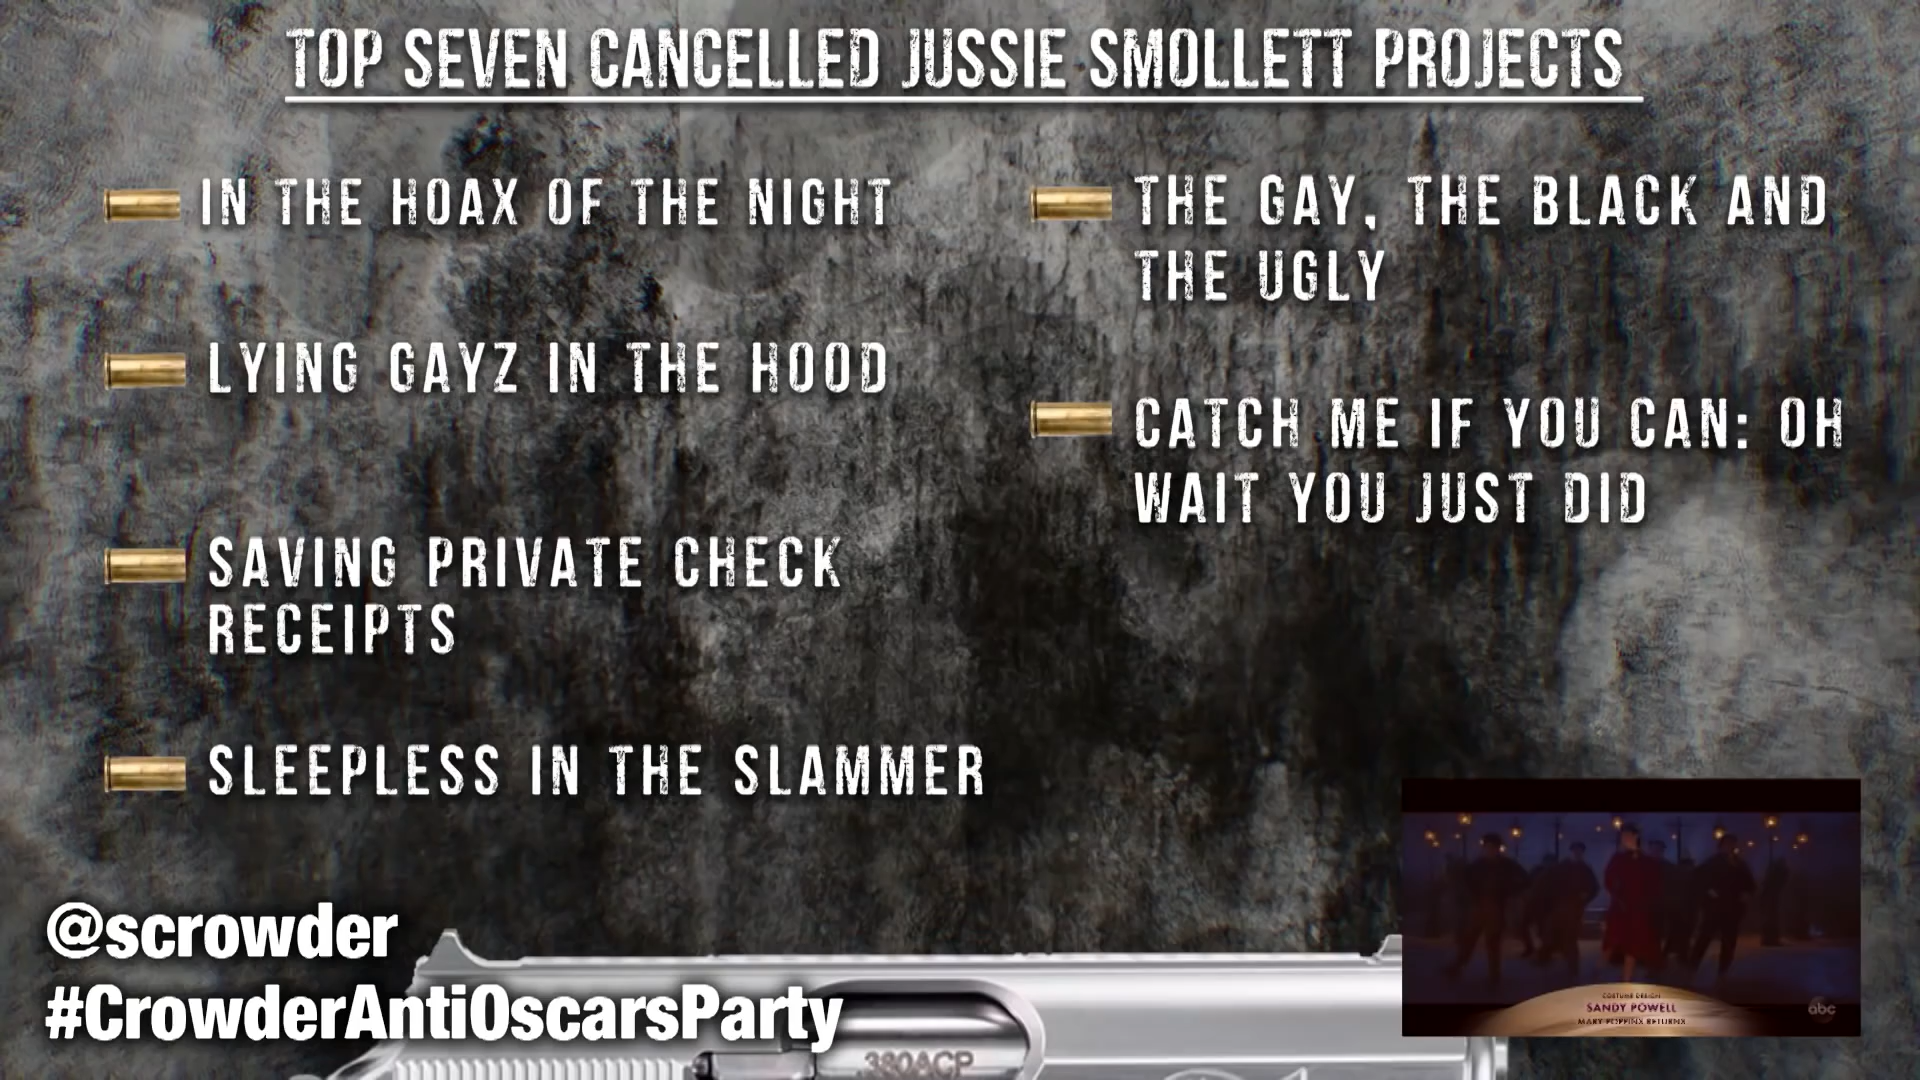 TOP SEVEN CANCELLED JUSSIE SMOLLETT PROJECTS
IN THE HOAX OF THE NIGHT
LYING GAYZ IN THE HOOD
SAVING PRIVATE CHECK
RECEIPTS
SLEEPLESS IN THE SLAMMER
THE GAY, THE BLACK AND
THE UGLY
CATCH ME IF YOU CAN: OH
WAIT YOU JUST DID
@scrowder
#CrowderAntiOscarsParty
.380ACP
COSTUME DESIGN
SANDY POWELL
MARY POPPINS RETURNS
abc